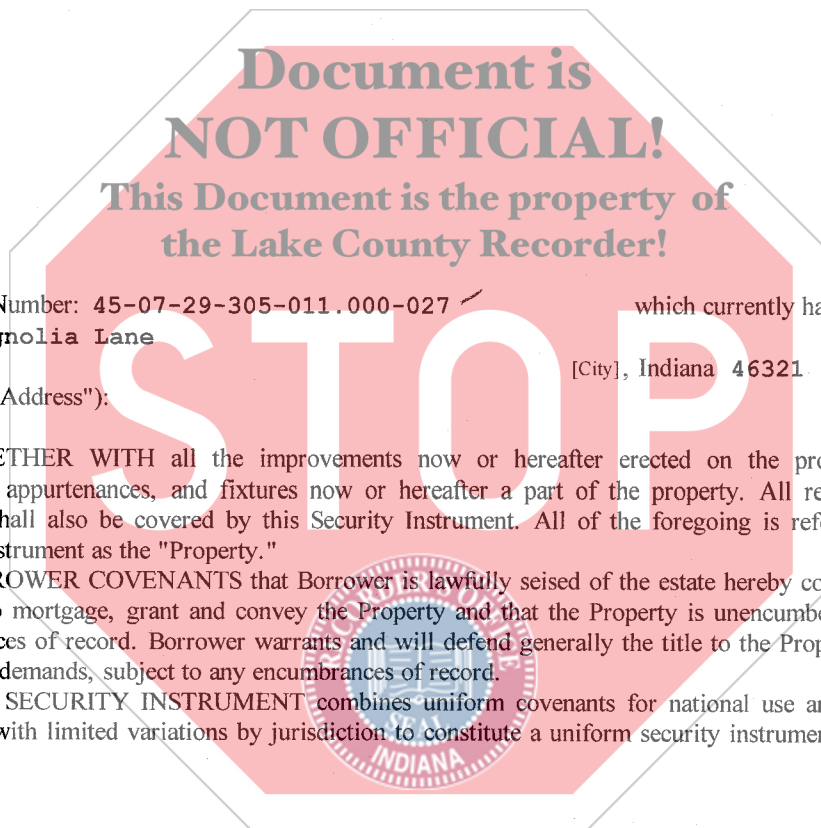 Document is
NOT OFFICIAL!
This Document is the property of
the Lake County Recorder!
Number: 45-07-29-305-011.000-027 which currently ha
gnolia Lane
[City], Indiana 46321
Address"):
STOP
ETHER WITH all the improvements now or hereafter erected on the pro
appurtenances, and fixtures now or hereafter a part of the property. All re
hall also be covered by this Security Instrument. All of the foregoing is refe
strument as the "Property."
ROWER COVENANTS that Borrower is lawfully seised of the estate hereby co
o mortgage, grant and convey the Property and that the Property is unencumbe
ces of record. Borrower warrants and will defend generally the title to the Prop
demands, subject to any encumbrances of record.
SECURITY INSTRUMENT combines uniform covenants for national use an
with limited variations by jurisdiction to constitute a uniform security instrumen
RECORDER'S OFFICE
SEAL
INDIANA